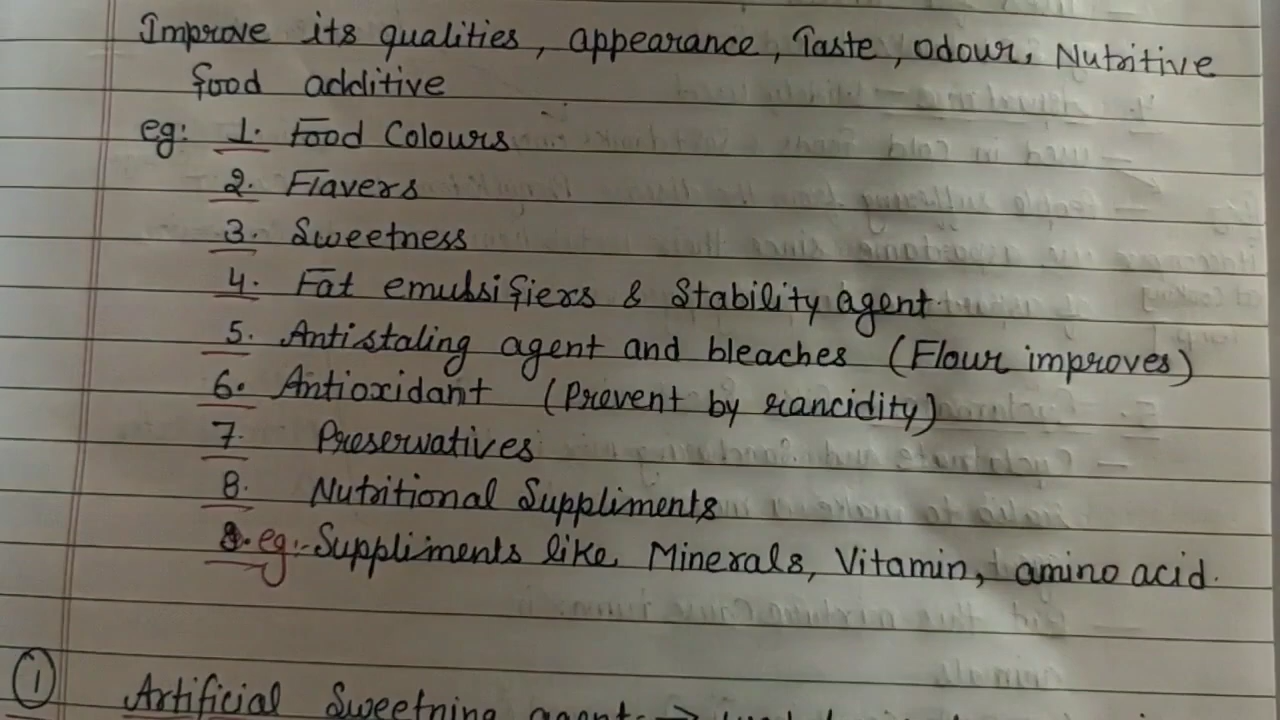 Improve its qualities, appearance, Taste, odour, Nutritive
food additive
eg: 1. Food Colours
2. Flavers
3. Sweetness
4. Fat emulsifiers & Stability agent.
5. Antistaling agent and bleaches (Flour improves)
6. Antioxidant (Prevent by rancidity)
7. Preservatives
8. Nutritional Suppliments
eg:- Suppliments like, Minerals, Vitamin, amino acid.
① Artificial Sweetning agents →